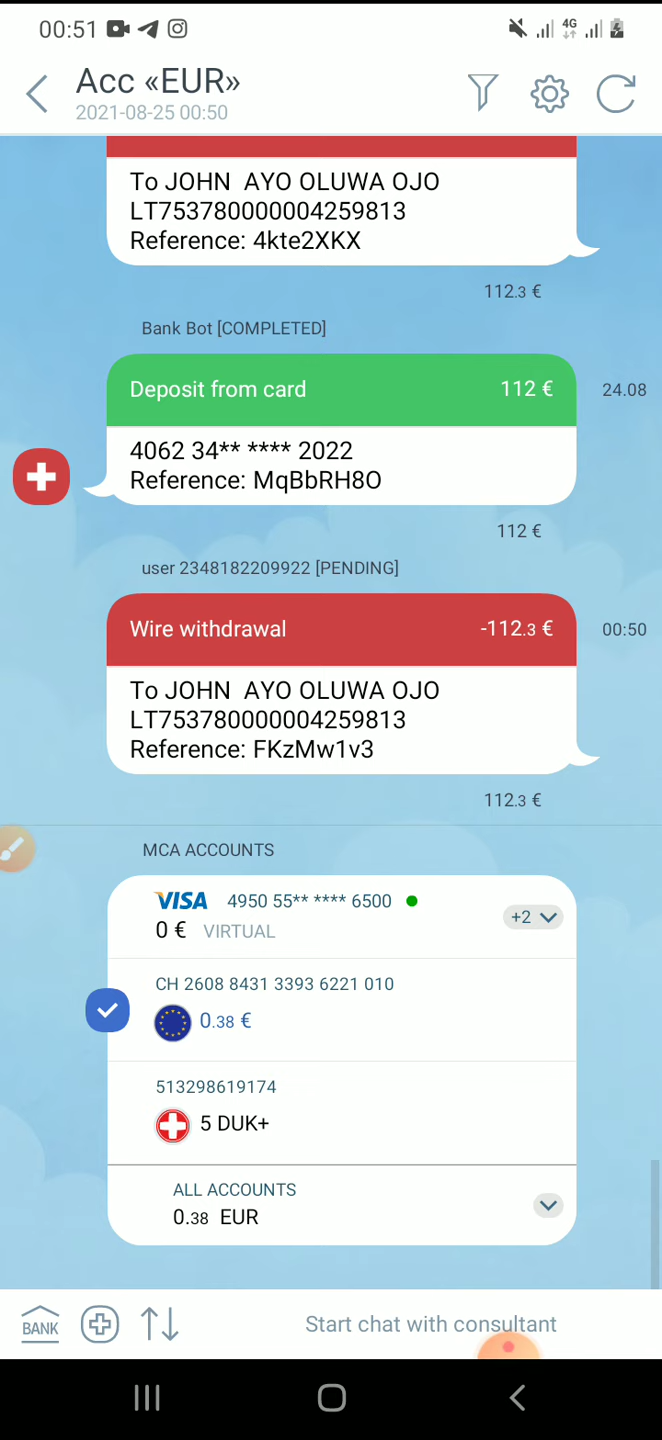 00:51
4G
Acc «EUR»
2021-08-25 00:50
To JOHN  AYO OLUWA OJO
LT753780000004259813
Reference: 4kte2XKX
112.3 €
Bank Bot [COMPLETED]
Deposit from card 112 € 24.08
4062 34** **** 2022
Reference: MqBbRH8O
112 €
user 2348182209922 [PENDING]
Wire withdrawal -112.3 € 00:50
To JOHN  AYO OLUWA OJO
LT753780000004259813
Reference: FKzMw1v3
112.3 €
MCA ACCOUNTS
VISA 4950 55** **** 6500
0 € VIRTUAL +2
CH 2608 8431 3393 6221 010
0.38 €
513298619174
5 DUK+
ALL ACCOUNTS
0.38 EUR
BANK Start chat with consultant